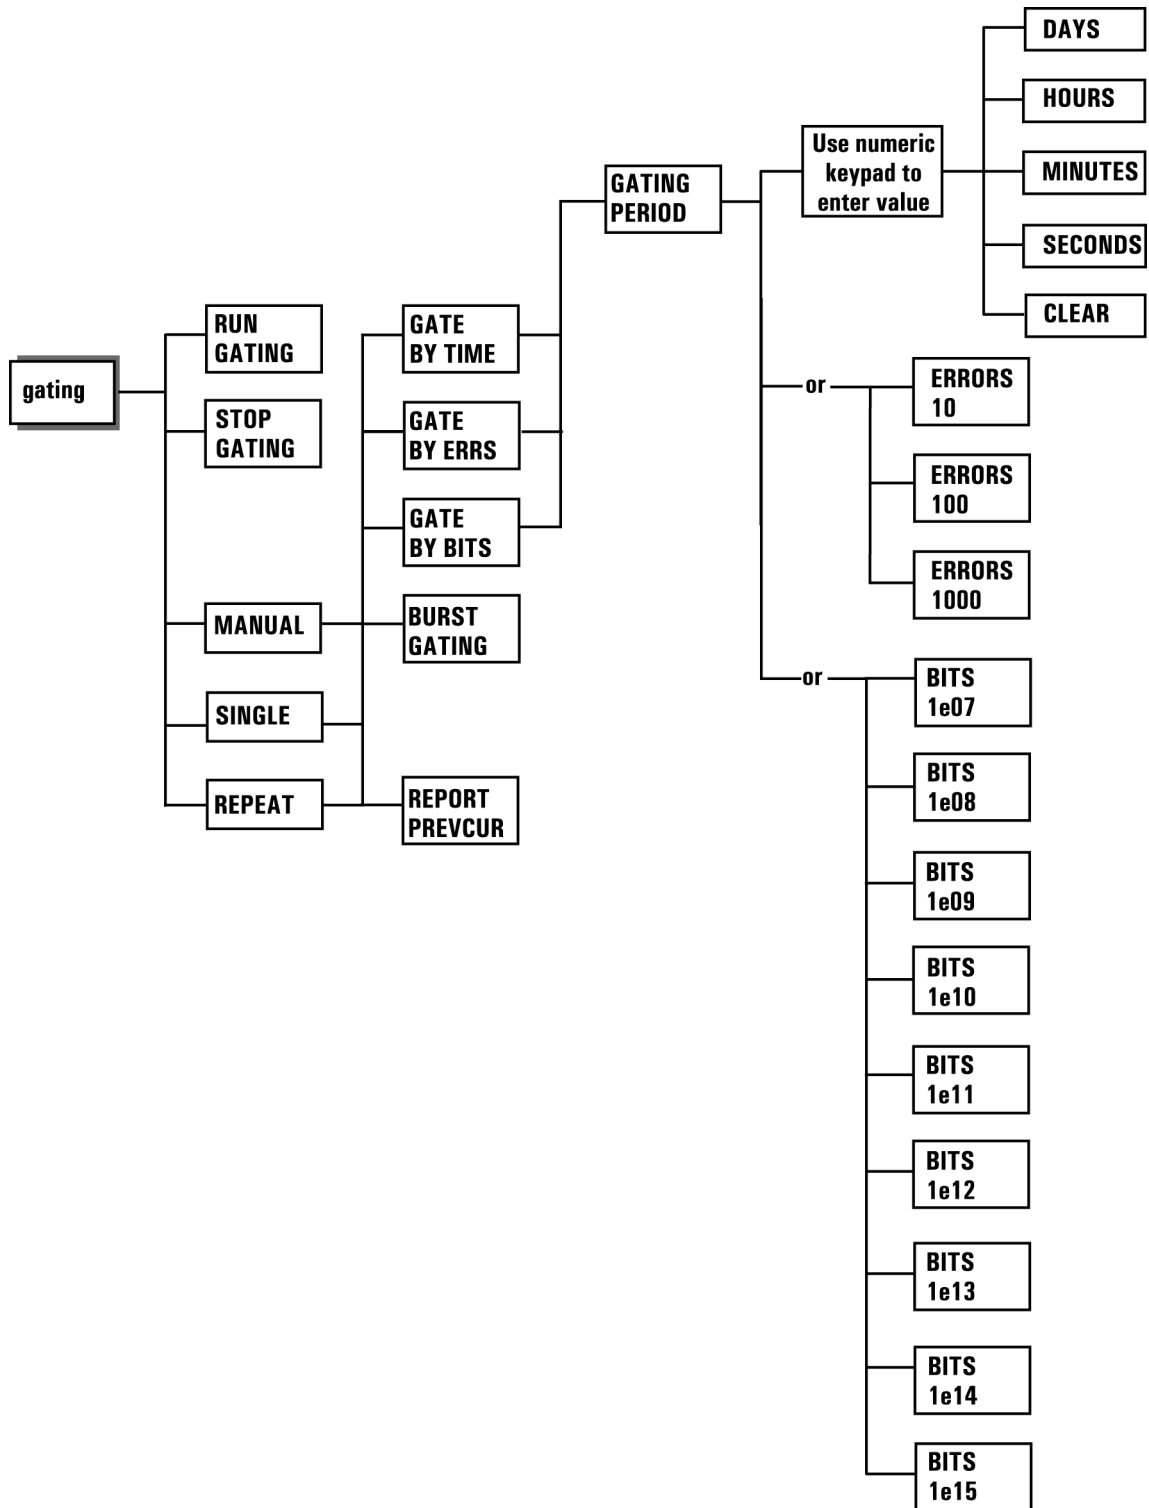 gating
RUN
GATING
STOP
GATING
MANUAL
SINGLE
REPEAT
GATE
BY TIME
GATE
BY ERRS
GATE
BY BITS
BURST
GATING
REPORT
PREVCUR
GATING
PERIOD
Use numeric
keypad to
enter value
DAYS
HOURS
MINUTES
SECONDS
CLEAR
or
ERRORS
10
ERRORS
100
ERRORS
1000
or
BITS
1e07
BITS
1e08
BITS
1e09
BITS
1e10
BITS
1e11
BITS
1e12
BITS
1e13
BITS
1e14
BITS
1e15